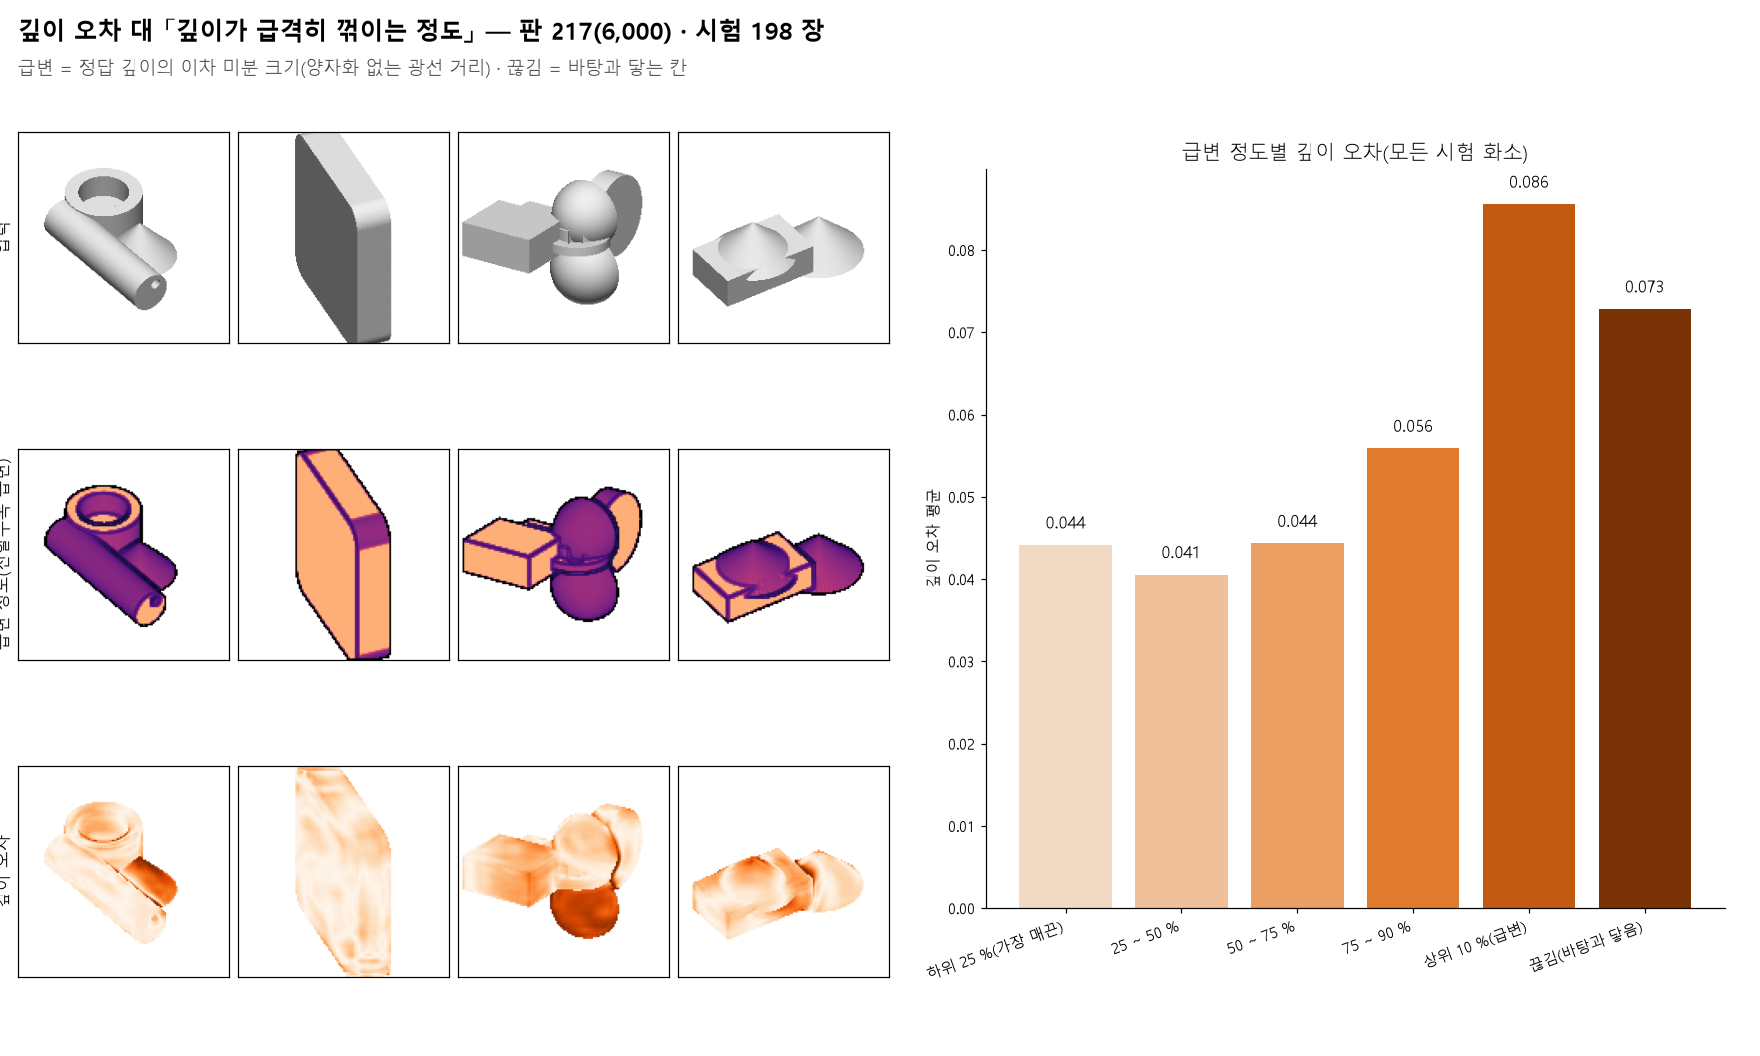 깊이 오차 대 「깊이가 급격히 꺾이는 정도」 — 판 217(6,000) · 시험 198 장
급변 = 정답 깊이의 이차 미분 크기(양자화 없는 광선 거리) · 끊김 = 바탕과 닿는 칸
급변 정도별 깊이 오차(모든 시험 화소)
깊이 오차 평균
0.08
0.07
0.06
0.05
0.04
0.03
0.02
0.01
0.00
0.044
0.041
0.044
0.056
0.086
0.073
하위 25 %(가장 매끈)
25 ~ 50 %
50 ~ 75 %
75 ~ 90 %
상위 10 %(급변)
끊김(바탕과 닿음)
깊이 오차